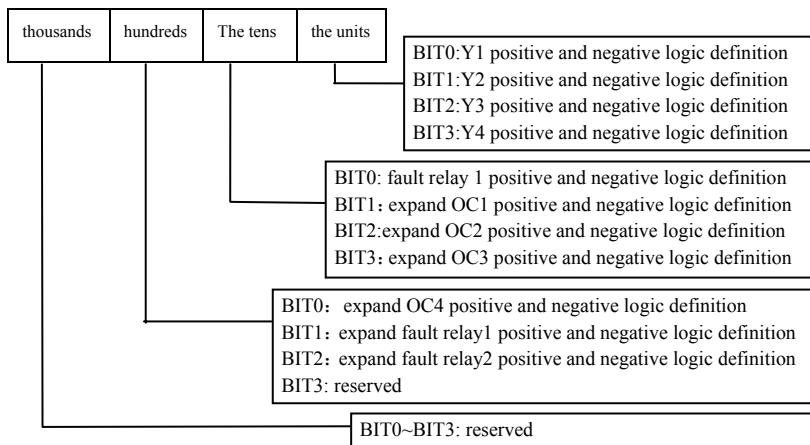 thousands hundreds The tens the units
BIT0:Y1 positive and negative logic definition
BIT1:Y2 positive and negative logic definition
BIT2:Y3 positive and negative logic definition
BIT3:Y4 positive and negative logic definition
BIT0: fault relay 1 positive and negative logic definition
BIT1：expand OC1 positive and negative logic definition
BIT2:expand OC2 positive and negative logic definition
BIT3：expand OC3 positive and negative logic definition
BIT0：expand OC4 positive and negative logic definition
BIT1：expand fault relay1 positive and negative logic definition
BIT2：expand fault relay2 positive and negative logic definition
BIT3: reserved
BIT0~BIT3: reserved